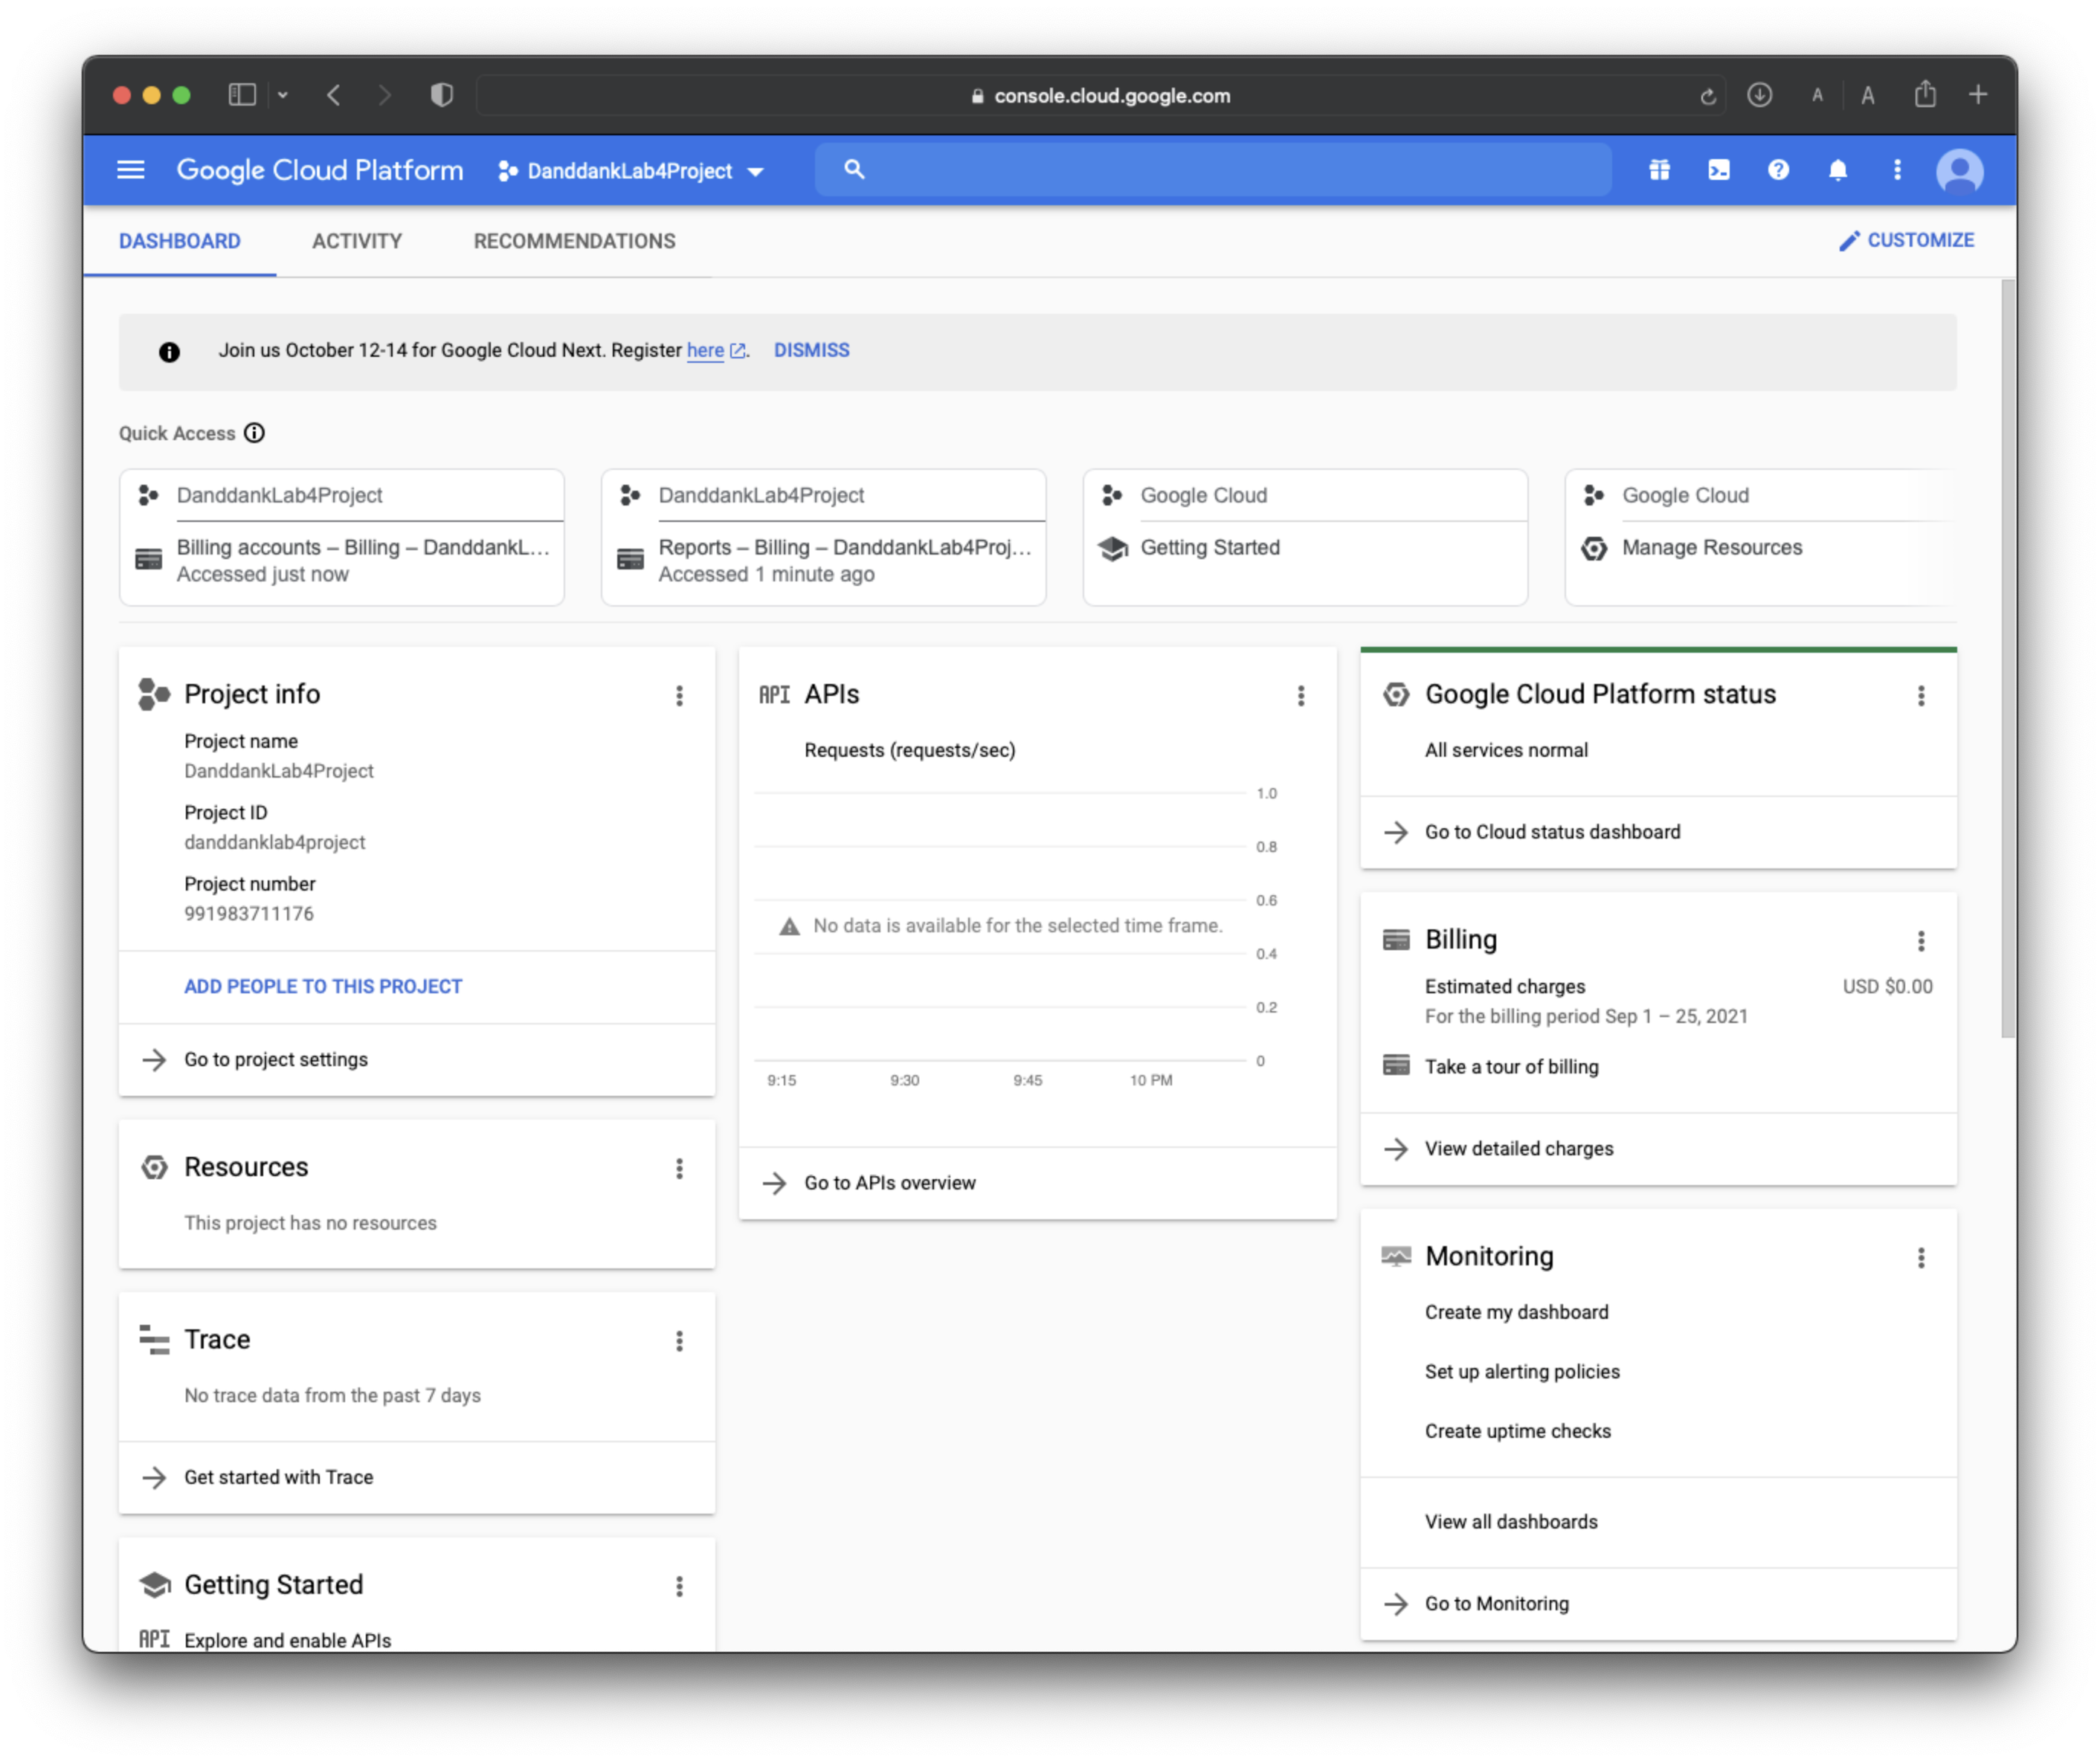 console.cloud.google.com
A A
Google Cloud Platform DanddankLab4Project
DASHBOARD ACTIVITY RECOMMENDATIONS CUSTOMIZE
Join us October 12-14 for Google Cloud Next. Register here. DISMISS
Quick Access
DanddankLab4Project
Billing accounts – Billing – DanddankL...
Accessed just now
DanddankLab4Project
Reports – Billing – DanddankLab4Proj...
Accessed 1 minute ago
Google Cloud
Getting Started
Google Cloud
Manage Resources
Project info
Project name
DanddankLab4Project
Project ID
danddanklab4project
Project number
991983711176
ADD PEOPLE TO THIS PROJECT
Go to project settings
Resources
This project has no resources
Trace
No trace data from the past 7 days
Get started with Trace
Getting Started
API Explore and enable APIs
API APIs
Requests (requests/sec)
1.0
0.8
0.6
No data is available for the selected time frame.
0.4
0.2
0
9:15 9:30 9:45 10 PM
Go to APIs overview
Google Cloud Platform status
All services normal
Go to Cloud status dashboard
Billing
Estimated charges USD $0.00
For the billing period Sep 1 – 25, 2021
Take a tour of billing
View detailed charges
Monitoring
Create my dashboard
Set up alerting policies
Create uptime checks
View all dashboards
Go to Monitoring